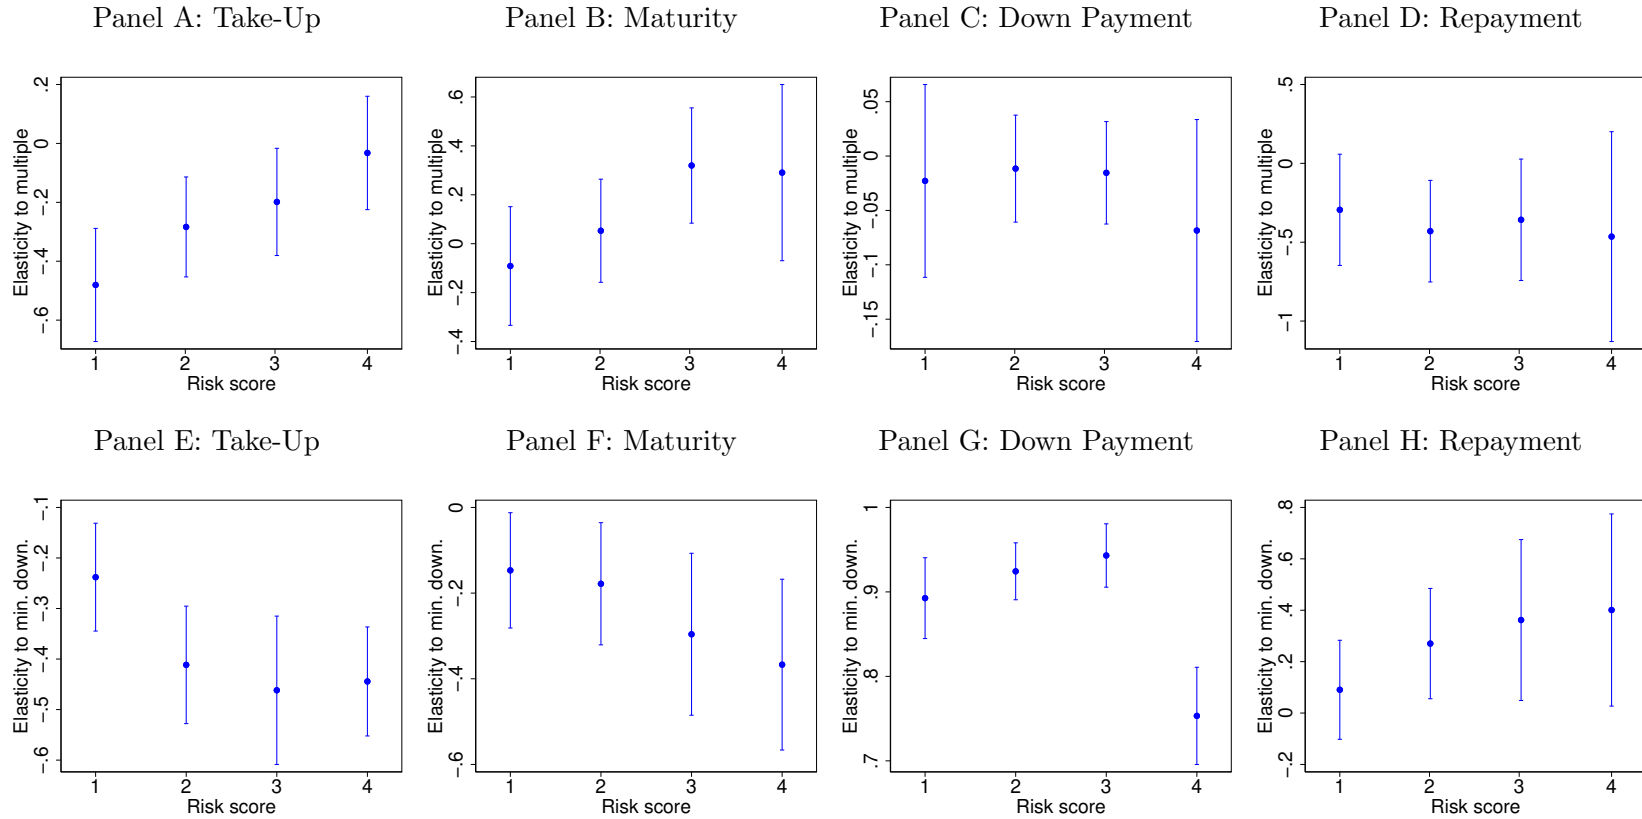 Panel A: Take-Up
Panel B: Maturity
Panel C: Down Payment
Panel D: Repayment
Elasticity to multiple
.2
0
−.2
−.4
−.6
1 2 3 4
Risk score
Elasticity to multiple
.6
.4
.2
0
−.2
−.4
1 2 3 4
Risk score
Elasticity to multiple
.05
0
−.05
−.1
−.15
1 2 3 4
Risk score
Elasticity to multiple
.5
0
−.5
−1
1 2 3 4
Risk score
Panel E: Take-Up
Panel F: Maturity
Panel G: Down Payment
Panel H: Repayment
Elasticity to min. down.
−.1
−.2
−.3
−.4
−.5
−.6
1 2 3 4
Risk score
Elasticity to min. down.
0
−.2
−.4
−.6
1 2 3 4
Risk score
Elasticity to min. down.
1
.9
.8
.7
1 2 3 4
Risk score
Elasticity to min. down.
.8
.6
.4
.2
0
−.2
1 2 3 4
Risk score